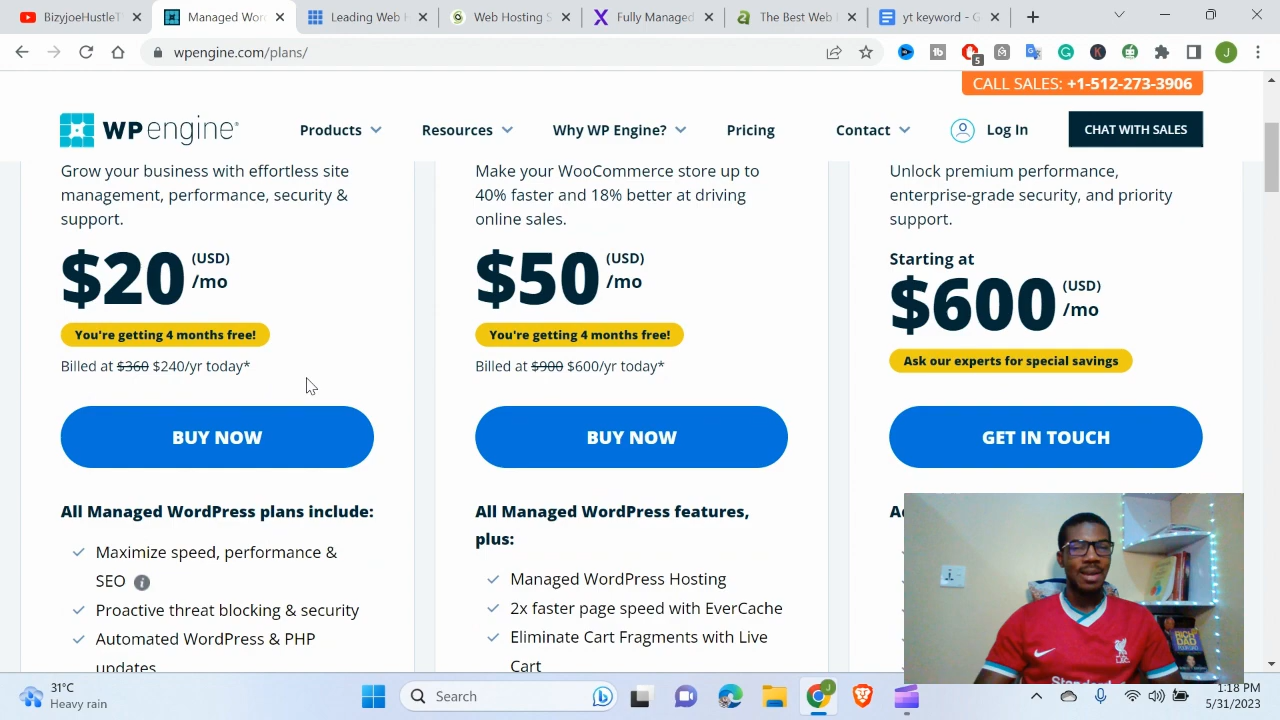 BizyjoeHustleT
Managed Wor
Leading Web
Web Hosting S
Fully Managed
TheBest Web
yt keyword - G
wpengine.com/plans/
5
J
CALL SALES: +1-512-273-3906
WP engine
Products
Resources
Why WP Engine?
Pricing
Contact
Log In
CHAT WITH SALES
Grow your business with effortless site
management, performance, security &
support.
$20 (USD)
/mo
You're getting 4 months free!
Billed at $360 $240/yr today*
BUY NOW
All Managed WordPress plans include:
Maximize speed, performance &
SEO
Proactive threat blocking & security
Automated WordPress & PHP
updates
Make your WooCommerce store up to
40% faster and 18% better at driving
online sales.
$50 (USD)
/mo
You're getting 4 months free!
Billed at $900 $600/yr today*
BUY NOW
All Managed WordPress features,
plus:
Managed WordPress Hosting
2x faster page speed with EverCache
Eliminate Cart Fragments with Live
Cart
Unlock premium performance,
enterprise-grade security, and priority
support.
Starting at
$600 (USD)
/mo
Ask our experts for special savings
GET IN TOUCH
RICH
DAD
Standard
31°C
Heavy rain
Search
1:18 PM
5/31/2023